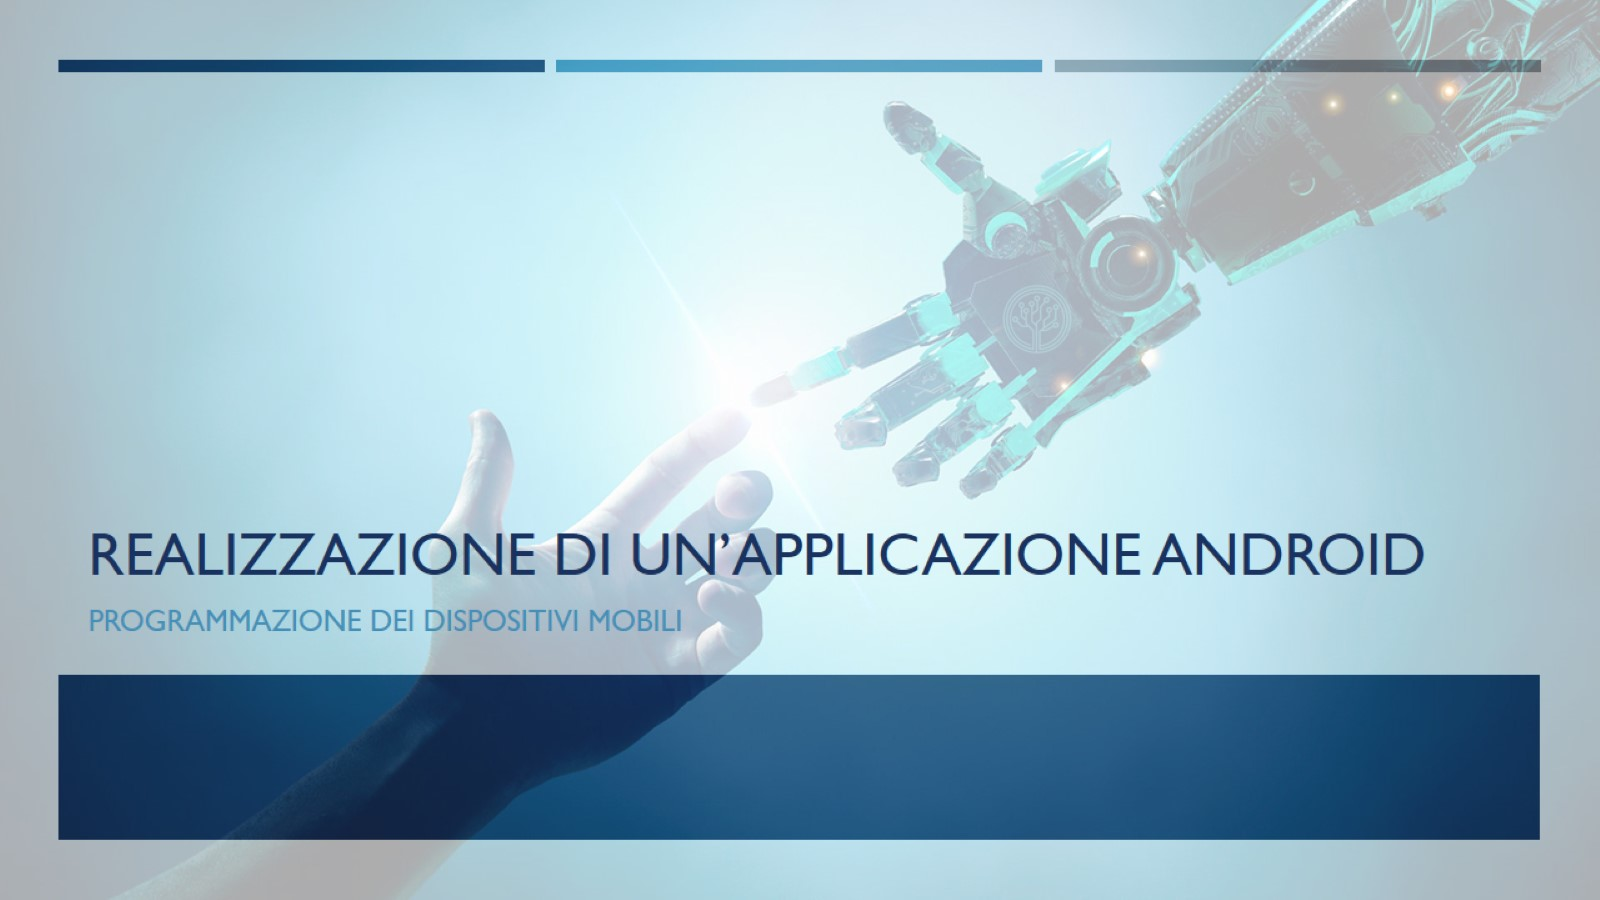 REALIZZAZIONE DI UN’APPLICAZIONE ANDROID
PROGRAMMAZIONE DEI DISPOSITIVI MOBILI